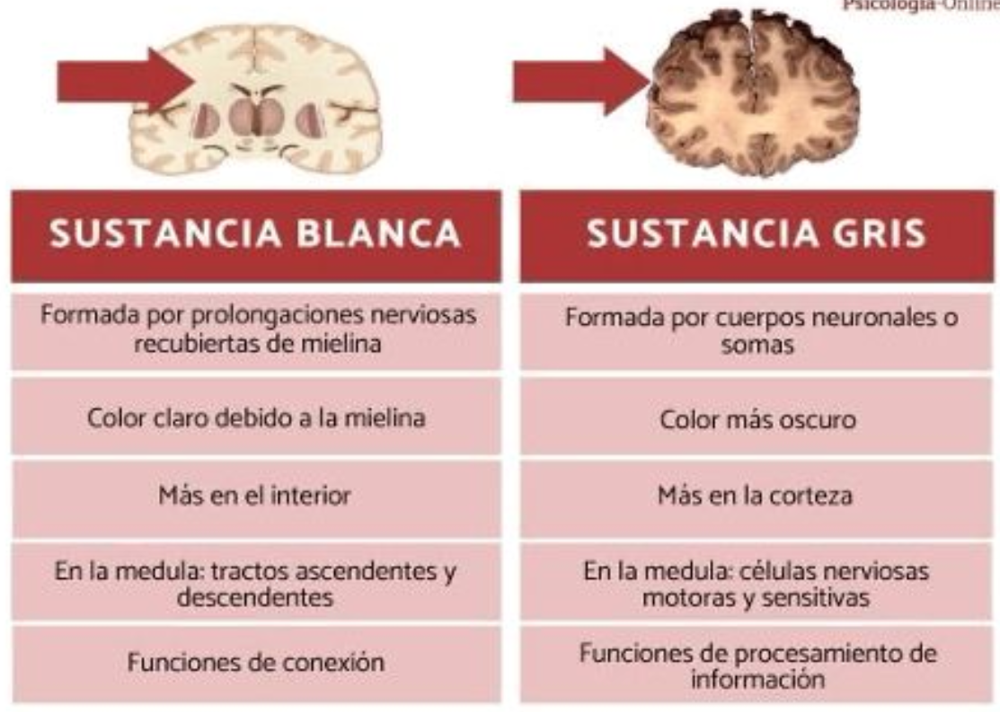 Psicología-Online
SUSTANCIA BLANCA
SUSTANCIA GRIS
Formada por prolongaciones nerviosas
recubiertas de mielina
Formada por cuerpos neuronales o
somas
Color claro debido a la mielina
Color más oscuro
Más en el interior
Más en la corteza
En la medula: tractos ascendentes y
descendentes
En la medula: células nerviosas
motoras y sensitivas
Funciones de conexión
Funciones de procesamiento de
información